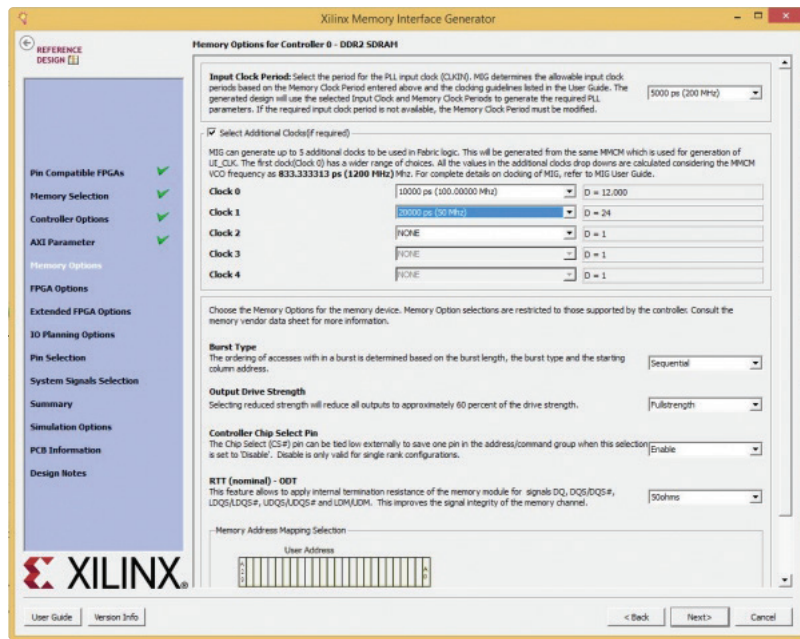 Xilinx Memory Interface Generator
REFERENCE
DESIGN
Pin Compatible FPGAs
Memory Selection
Controller Options
AXI Parameter
Memory Options
FPGA Options
Extended FPGA Options
IO Planning Options
Pin Selection
System Signals Selection
Summary
Simulation Options
PCB Information
Design Notes
XILINX
Memory Options for Controller 0 - DDR2 SDRAM
Input Clock Period: Select the period for the PLL input clock (CLKIN). MIG determines the allowable input clock
periods based on the Memory Clock Period entered above and the clocking guidelines listed in the User Guide. The
generated design will use the selected Input Clock and Memory Clock Periods to generate the required PLL
parameters. If the required input clock period is not available, the Memory Clock Period must be modified.
5000 ps (200 MHz)
Select Additional Clocks(if required)
MIG can generate up to 5 additional clocks to be used in Fabric logic. This will be generated from the same MMCM which is used for generation of
UI_CLK. The first clock(Clock 0) has a wider range of choices. All the values in the additional clocks drop downs are calculated considering the MMCM
VCO frequency as 833.333313 ps (1200 MHz) Mhz. For complete details on clocking of MIG, refer to MIG User Guide.
Clock 0 10000 ps (100.00000 Mhz) D = 12.000
Clock 1 20000 ps (50 Mhz) D = 24
Clock 2 NONE D = 1
Clock 3 NONE D = 1
Clock 4 NONE D = 1
Choose the Memory Options for the memory device. Memory Option selections are restricted to those supported by the controller. Consult the
memory vendor data sheet for more information.
Burst Type
The ordering of accesses with in a burst is determined based on the burst length, the burst type and the starting
column address.
Sequential
Output Drive Strength
Selecting reduced strength will reduce all outputs to approximately 60 percent of the drive strength.
Fullstrength
Controller Chip Select Pin
The Chip Select (CS#) pin can be tied low externally to save one pin in the address/command group when this selection
is set to 'Disable'. Disable is only valid for single rank configurations.
Enable
RTT (nominal) - ODT
This feature allows to apply internal termination resistance of the memory module for signals DQ, DQS/DQS#,
LDQS/LDQS#, UDQS/UDQS# and LDM/UDM. This improves the signal integrity of the memory channel.
50ohms
Memory Address Mapping Selection
User Address
User Guide
Version Info
< Back
Next>
Cancel